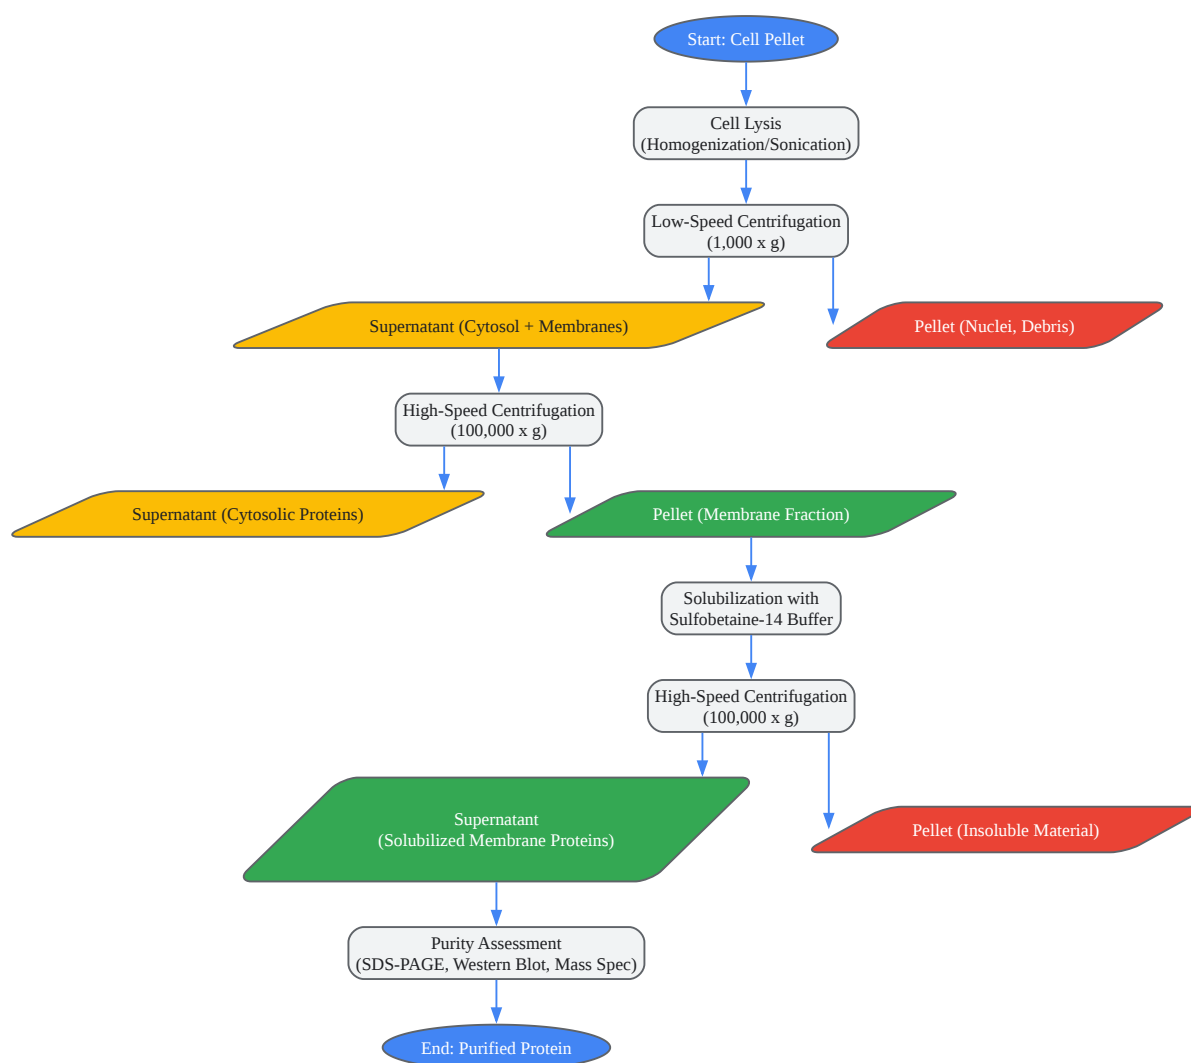 Start: Cell Pellet
Cell Lysis
(Homogenization/Sonication)
Low-Speed Centrifugation
(1,000 x g)
Supernatant (Cytosol + Membranes)
Pellet (Nuclei, Debris)
High-Speed Centrifugation
(100,000 x g)
Supernatant (Cytosolic Proteins)
Pellet (Membrane Fraction)
Solubilization with
Sulfobetaine-14 Buffer
High-Speed Centrifugation
(100,000 x g)
Supernatant
(Solubilized Membrane Proteins)
Pellet (Insoluble Material)
Purity Assessment
(SDS-PAGE, Western Blot, Mass Spec)
End: Purified Protein